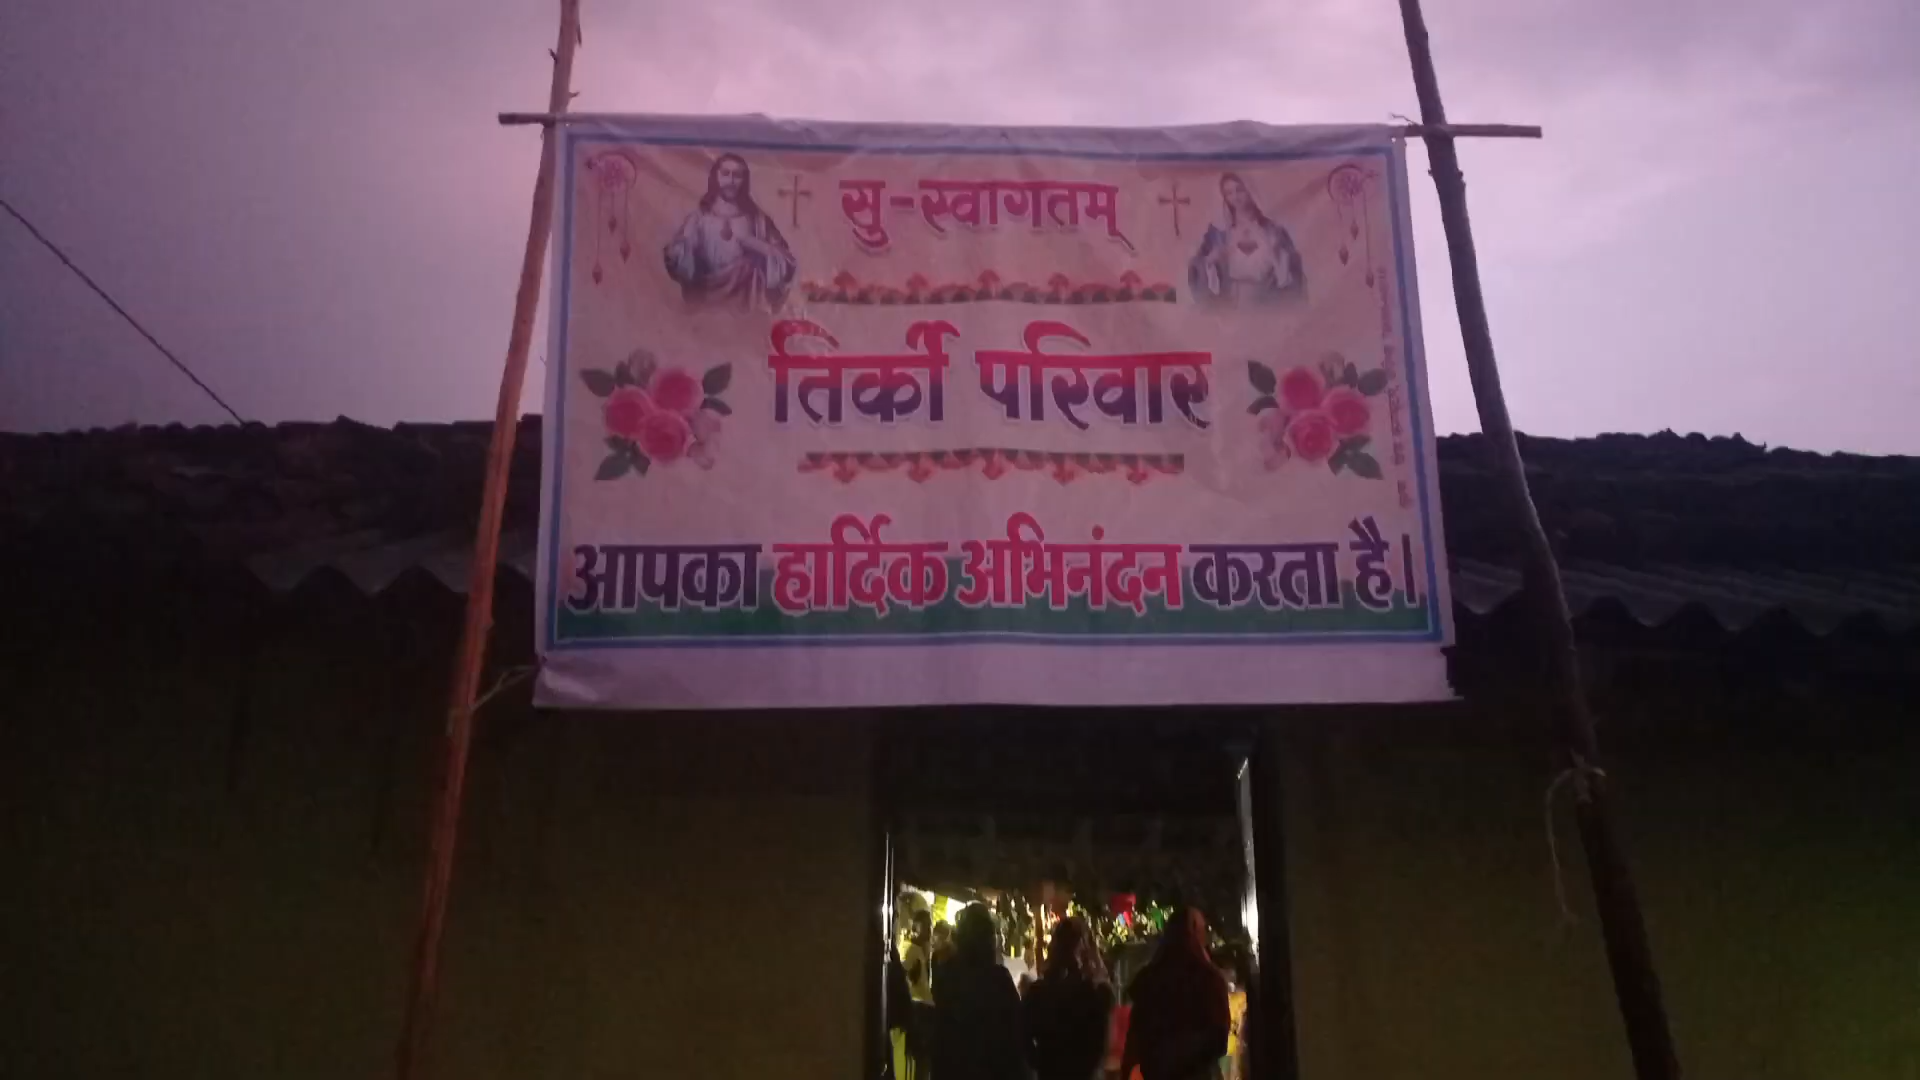 सु-स्वागतम्
तिर्की परिवार
आपका हार्दिक अभिनंदन करता है।